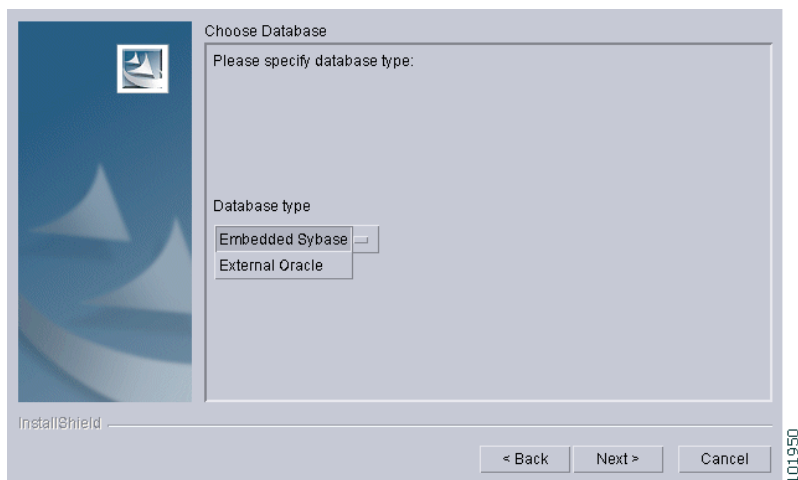 Choose Database
Please specify database type:
Database type
Embedded Sybase
External Oracle
InstallShield
< Back
Next >
Cancel
101950